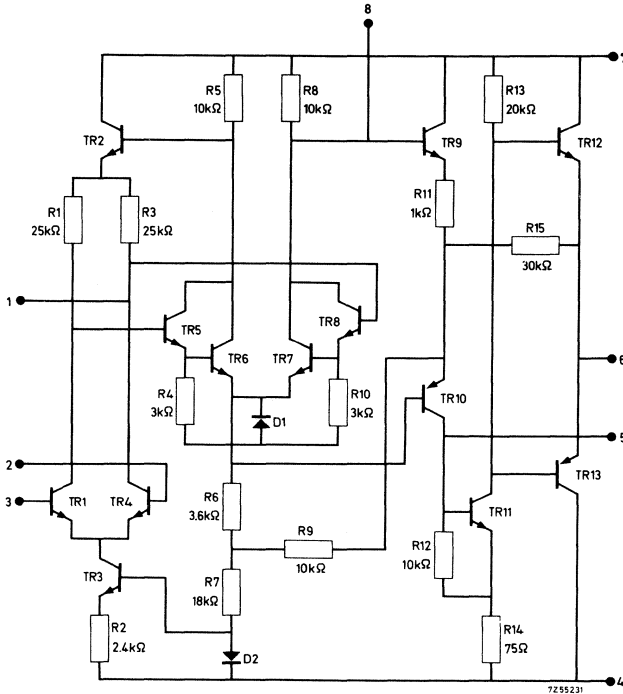 8
7
R5
10kΩ
R8
10kΩ
R13
20kΩ
TR2
TR9
TR12
R11
1kΩ
R1
25kΩ
R3
25kΩ
R15
30kΩ
1
TR5
TR8
TR6
TR7
6
R4
3kΩ
D1
R10
3kΩ
TR10
5
2
TR13
3
TR1
TR4
R6
3.6kΩ
TR11
R9
10kΩ
R12
10kΩ
TR3
R7
18kΩ
R2
2.4kΩ
D2
R14
75Ω
4
7Z55231